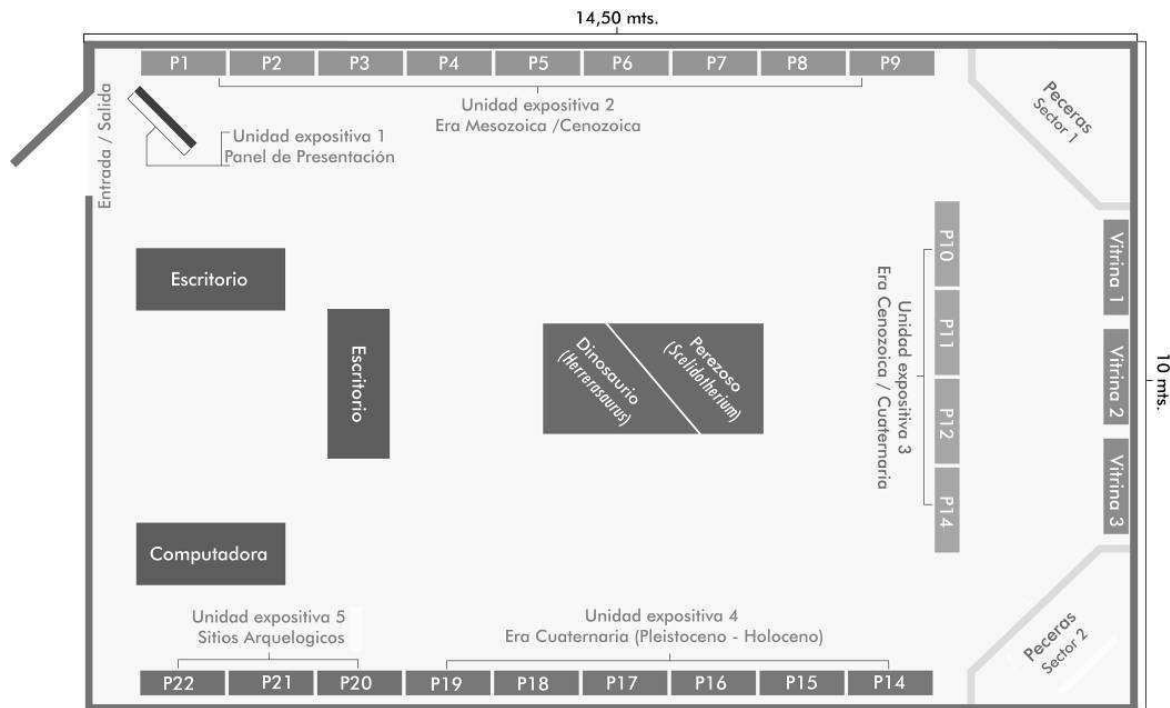 14,50 mts.
P1
P2
P3
P4
P5
P6
P7
P8
P9
Unidad expositiva 2
Era Mesozoica /Cenozoica
Entrada / Salida
Unidad expositiva 1
Panel de Presentación
Peceras
Sector 1
Escritorio
Escritorio
Dinosaurio
(Herrerasaurus)
Perezoso
(Scelidotherium)
Unidad expositiva 3
Era Cenozoica / Cuaternaria
P10
P11
P12
P14
Vitrina 1
Vitrina 2
Vitrina 3
10 mts.
Computadora
Unidad expositiva 5
Sitios Arquelogicos
Unidad expositiva 4
Era Cuaternaria (Pleistoceno - Holoceno)
Peceras
Sector 2
P22
P21
P20
P19
P18
P17
P16
P15
P14